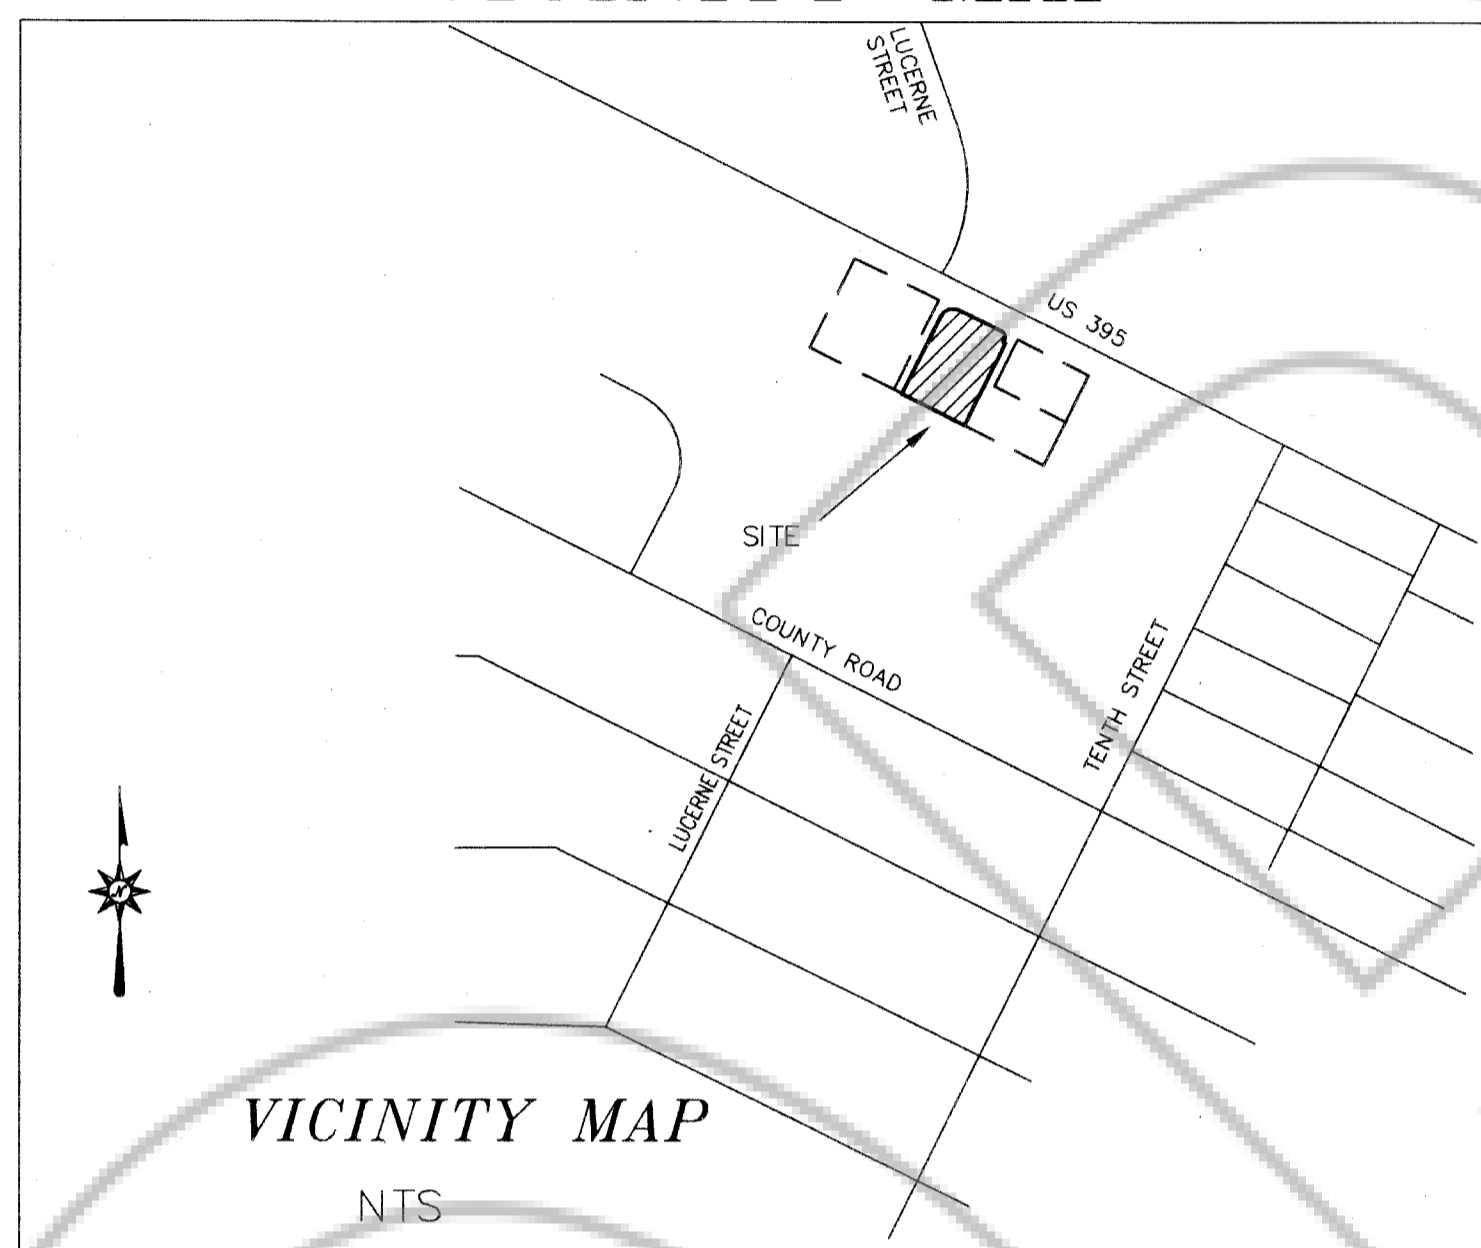 LUCERNE
STREET
US 395
SITE
COUNTY ROAD
TENTH STREET
LUCERNE STREET
N
VICINITY MAP
NTS